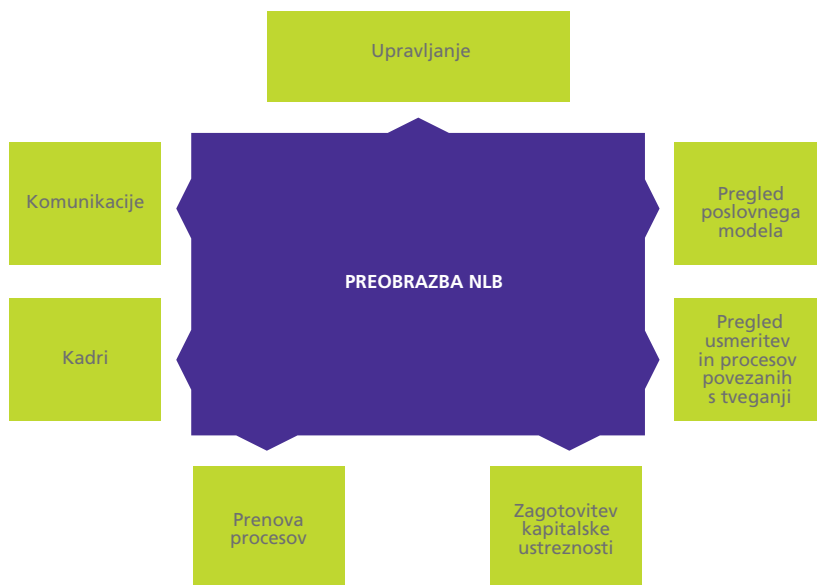 Upravljanje
Komunikacije
Pregled
poslovnega
modela
PREOBRAZBA NLB
Kadri
Pregled
usmeritev
in procesov
povezanih
s tveganji
Prenova
procesov
Zagotovitev
kapitalske
ustreznosti